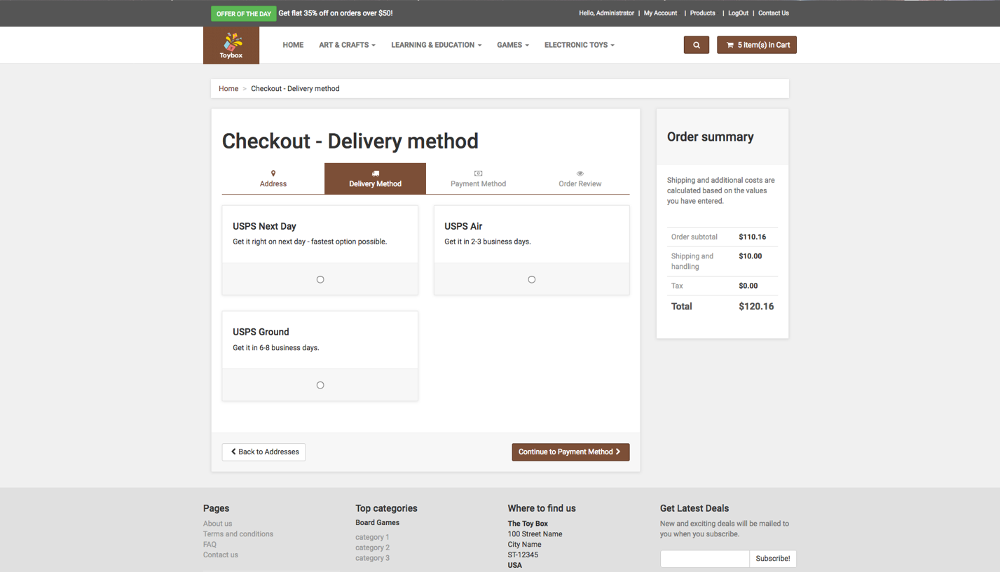 OFFER OF THE DAY Get flat 35% off on orders over $50!
Hello, Administrator | My Account | Products | LogOut | Contact Us
Toybox
HOME ART & CRAFTS LEARNING & EDUCATION GAMES ELECTRONIC TOYS
5 item(s) in Cart
Home > Checkout - Delivery method
Checkout - Delivery method
Address
Delivery Method
Payment Method
Order Review
USPS Next Day
Get it right on next day - fastest option possible.
USPS Air
Get it in 2-3 business days.
USPS Ground
Get it in 6-8 business days.
Back to Addresses
Continue to Payment Method
Order summary
Shipping and additional costs are
calculated based on the values
you have entered.
Order subtotal $110.16
Shipping and
handling $10.00
Tax $0.00
Total $120.16
Pages
About us
Terms and conditions
FAQ
Contact us
Top categories
Board Games
category 1
category 2
category 3
Where to find us
The Toy Box
100 Street Name
City Name
ST-12345
USA
Get Latest Deals
New and exciting deals will be mailed to
you when you subscribe.
Subscribe!